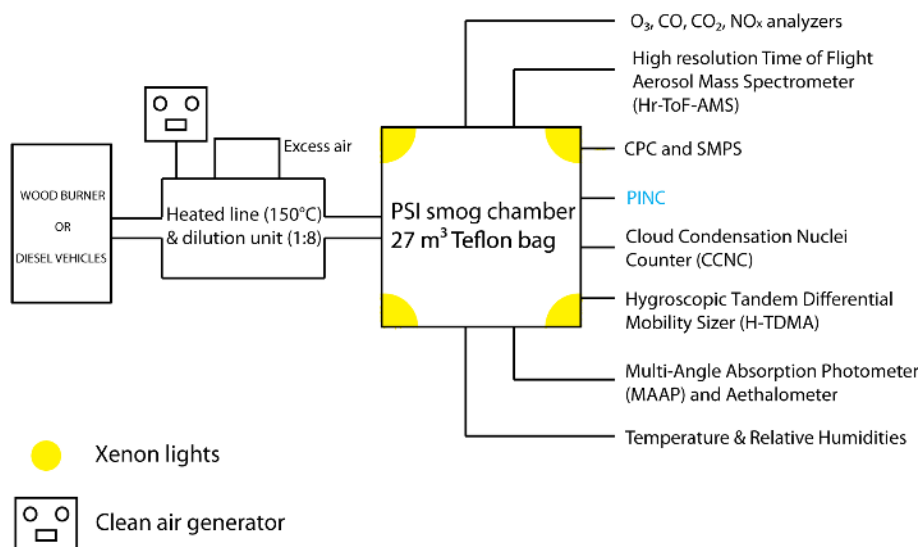 O₃, CO, CO₂, NOₓ analyzers
High resolution Time of Flight
Aerosol Mass Spectrometer
(Hr-ToF-AMS)
Excess air
CPC and SMPS
WOOD BURNER
OR
DIESEL VEHICLES
Heated line (150°C)
& dilution unit (1:8)
PSI smog chamber
27 m³ Teflon bag
PINC
Cloud Condensation Nuclei
Counter (CCNC)
Hygroscopic Tandem Differential
Mobility Sizer (H-TDMA)
Multi-Angle Absorption Photometer
(MAAP) and Aethalometer
Temperature & Relative Humidities
Xenon lights
Clean air generator